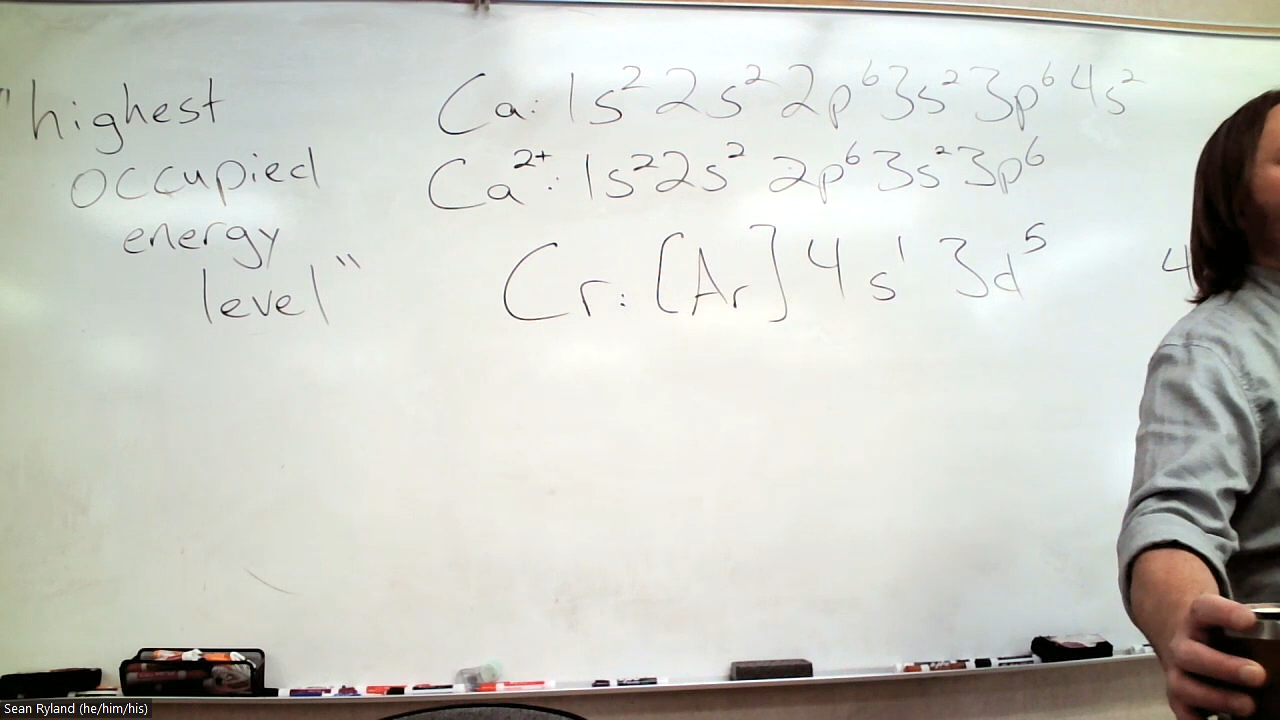 "highest
occupied
energy
level"
Ca: 1s² 2s² 2p⁶ 3s² 3p⁶ 4s²
Ca²⁺: 1s² 2s² 2p⁶ 3s² 3p⁶
Cr: [Ar] 4s¹ 3d⁵
4
Sean Ryland (he/him/his)